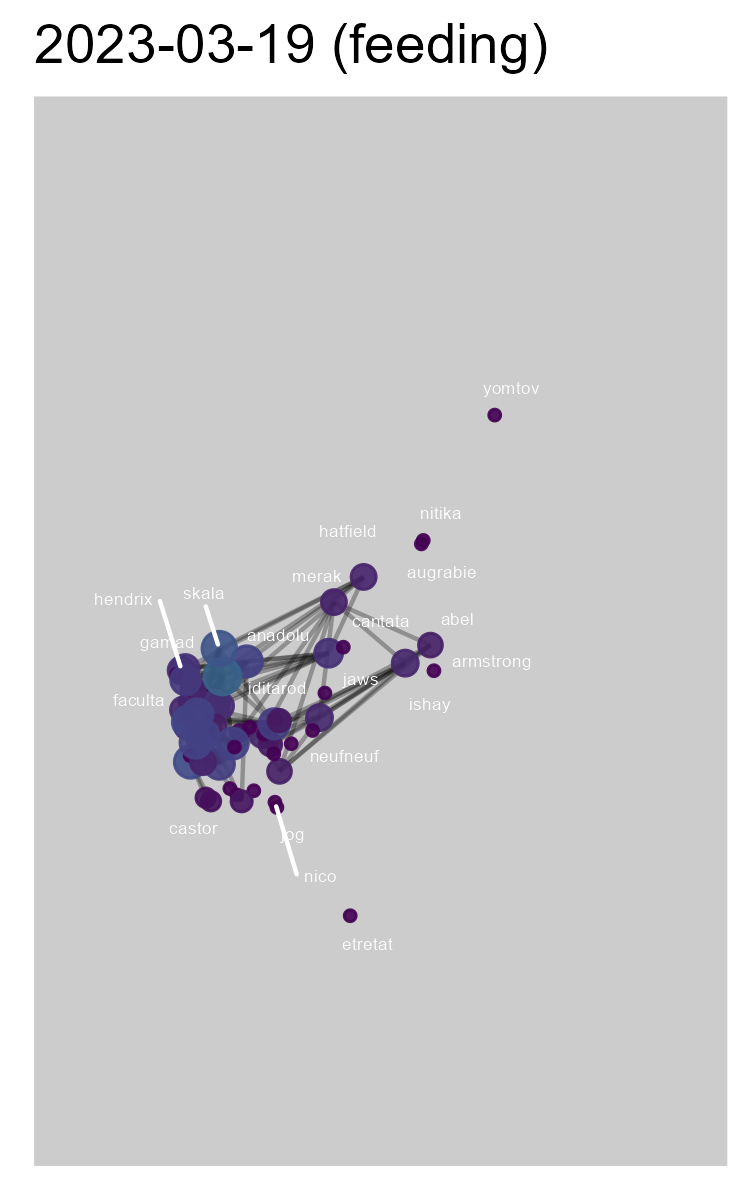 2023-03-19 (feeding)
yomtov
nitika
hatfield
augrabie
merak
skala
hendrix
cantata
abel
anadolu
gamad
armstrong
jaws
iditarod
faculta
ishay
neufneuf
castor
jog
nico
etretat